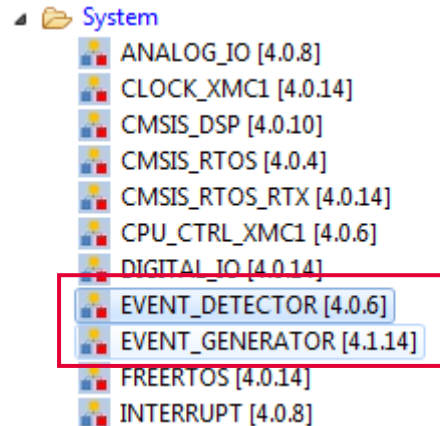 System
ANALOG_IO [4.0.8]
CLOCK_XMC1 [4.0.14]
CMSIS_DSP [4.0.10]
CMSIS_RTOS [4.0.4]
CMSIS_RTOS_RTX [4.0.14]
CPU_CTRL_XMC1 [4.0.6]
DIGITAL_IO [4.0.14]
EVENT_DETECTOR [4.0.6]
EVENT_GENERATOR [4.1.14]
FREERTOS [4.0.14]
INTERRUPT [4.0.8]